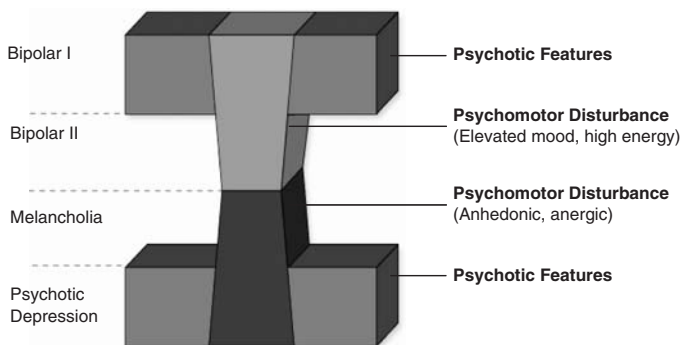 Bipolar I
Psychotic Features
Bipolar II
Psychomotor Disturbance
(Elevated mood, high energy)
Melancholia
Psychomotor Disturbance
(Anhedonic, anergic)
Psychotic
Depression
Psychotic Features